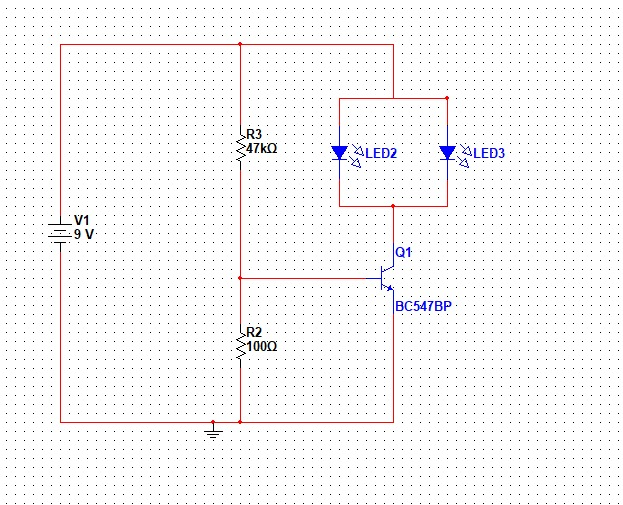 R3
47kΩ
LED2
LED3
V1
9 V
Q1
BC547BP
R2
100Ω